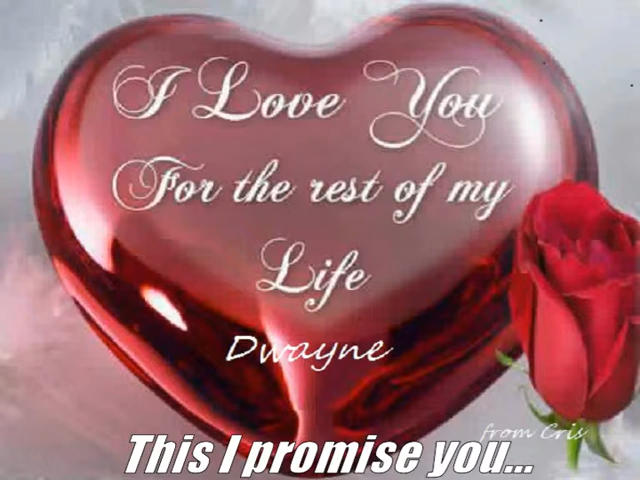 I Love You
For the rest of my
Life
Dwayne
from Cris
This I promise you...